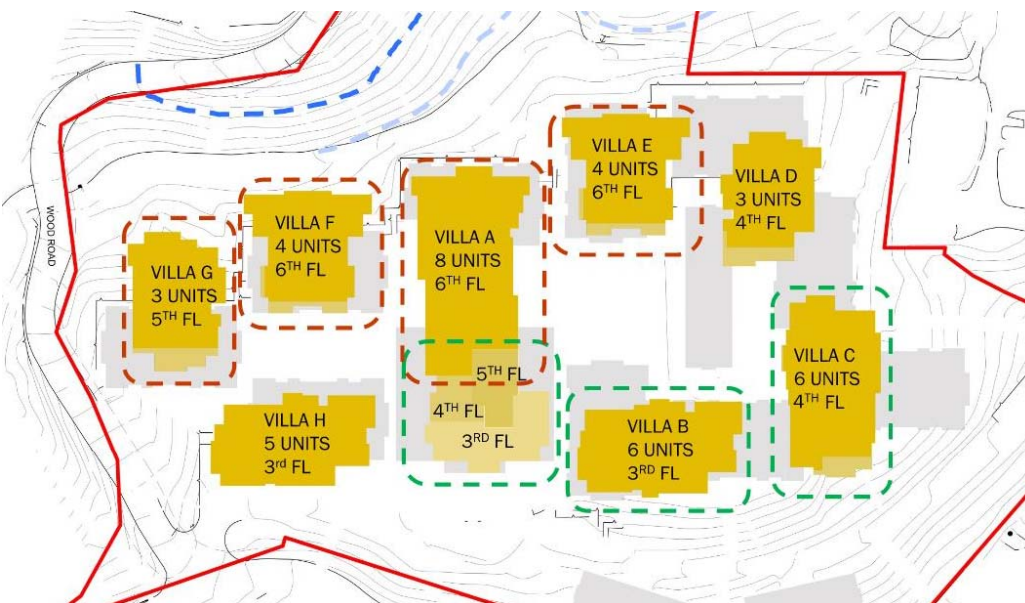 VILLA E
4 UNITS
6TH FL
VILLA D
3 UNITS
4TH FL
WOOD ROAD
VILLA F
4 UNITS
6TH FL
VILLA A
8 UNITS
6TH FL
VILLA G
3 UNITS
5TH FL
VILLA C
6 UNITS
4TH FL
5TH FL
4TH FL
3RD FL
VILLA H
5 UNITS
3rd FL
VILLA B
6 UNITS
3RD FL